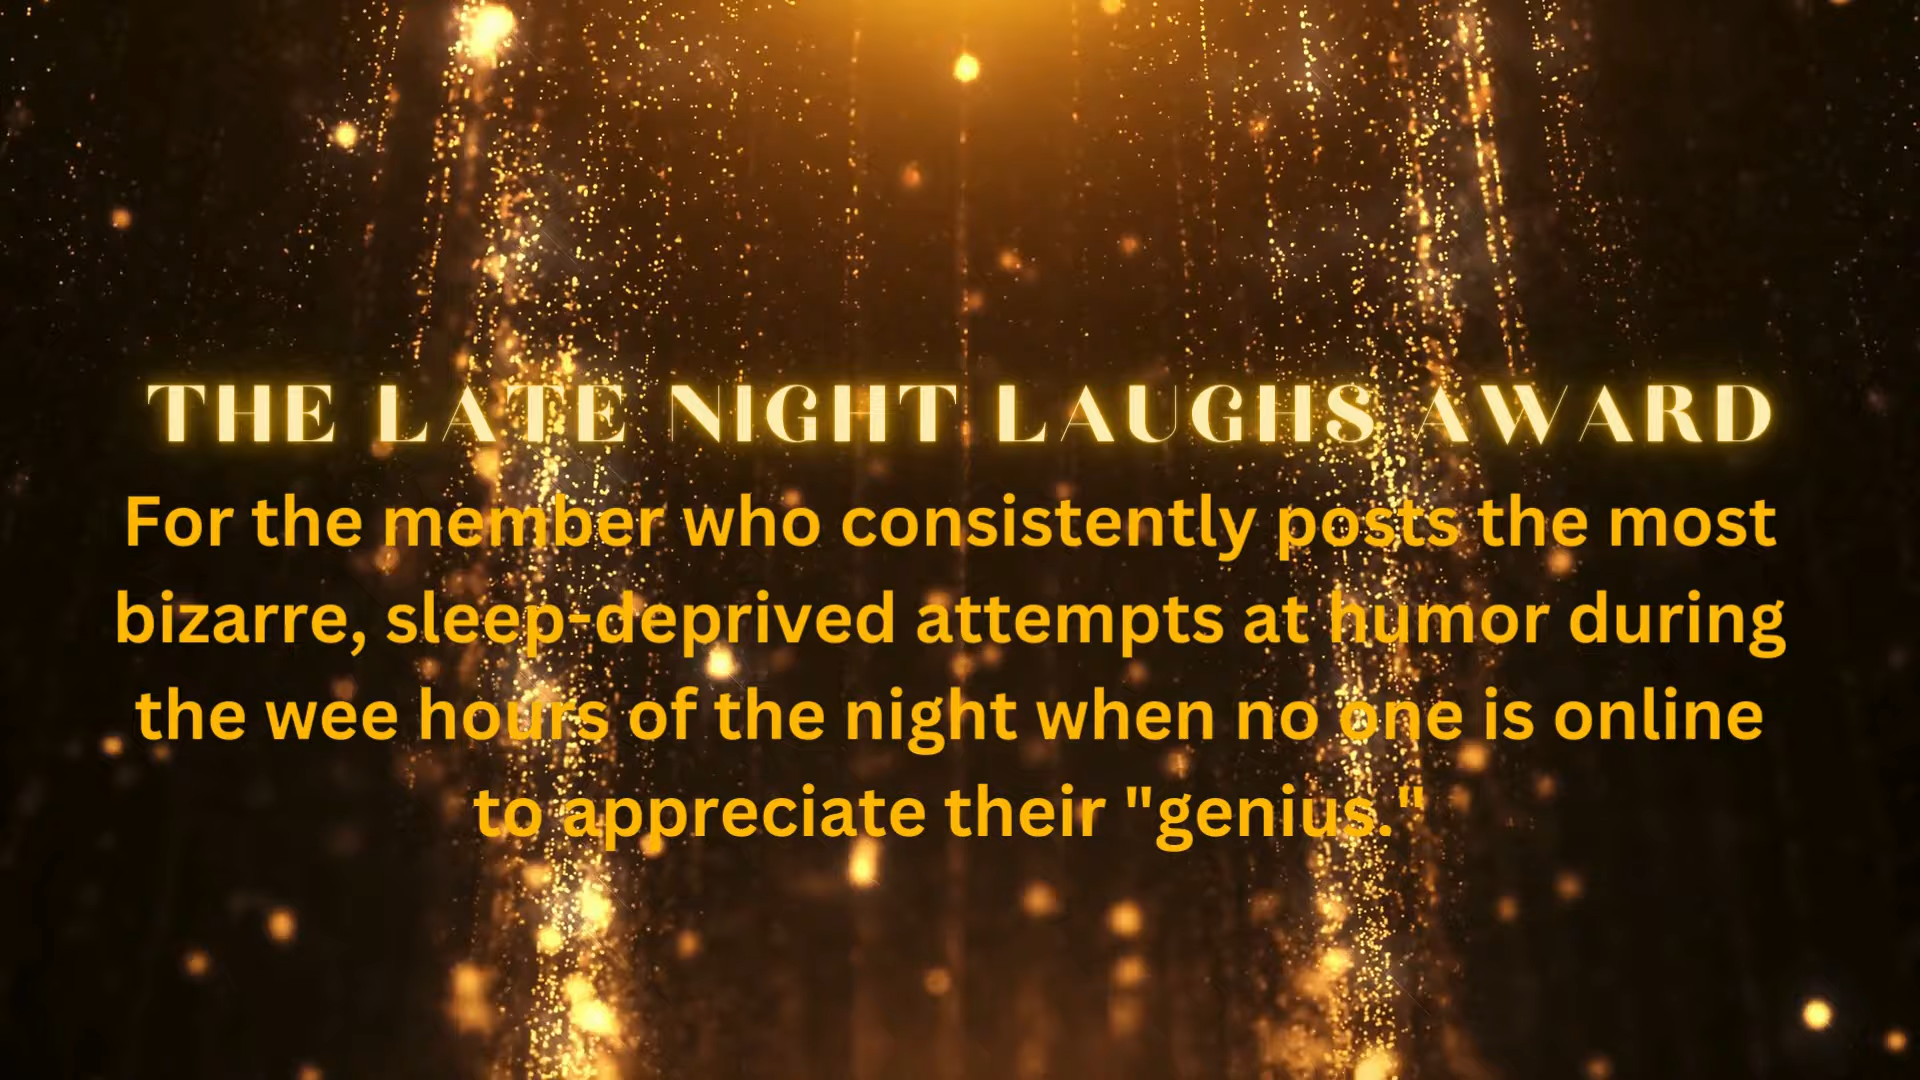 THE LATE NIGHT LAUGHS AWARD
For the member who consistently posts the most
bizarre, sleep-deprived attempts at humor during
the wee hours of the night when no one is online
to appreciate their "genius."